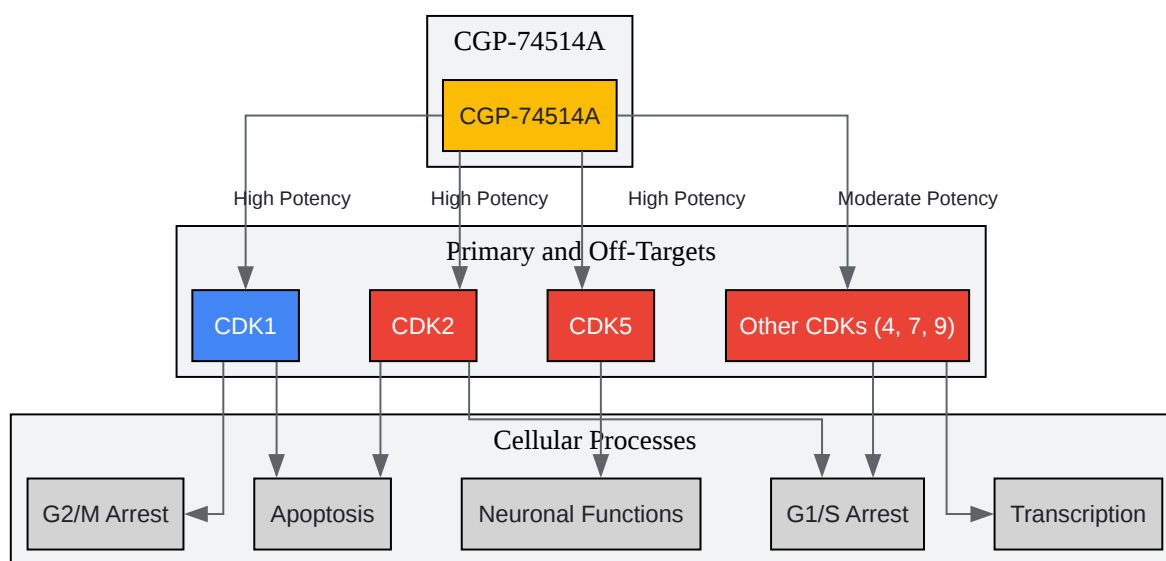 CGP-74514A
CGP-74514A
High Potency
High Potency
High Potency
Moderate Potency
Primary and Off-Targets
CDK1
CDK2
CDK5
Other CDKs (4, 7, 9)
Cellular Processes
G2/M Arrest
Apoptosis
Neuronal Functions
G1/S Arrest
Transcription